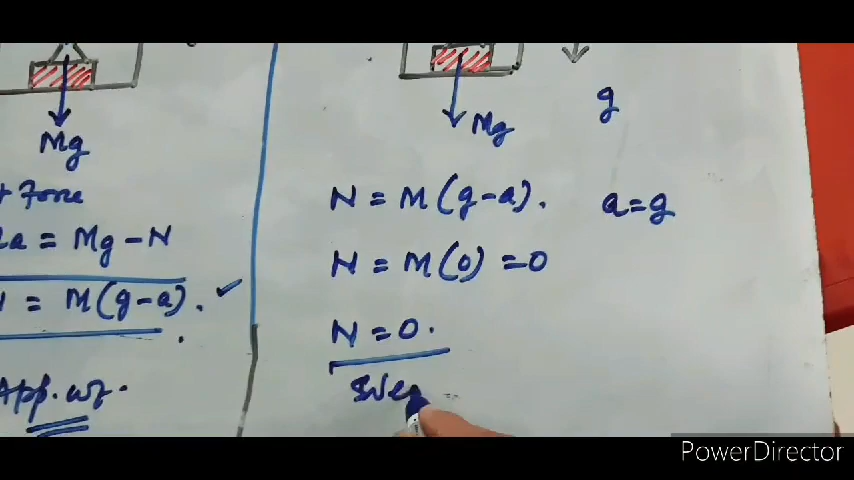 Mg
Force
a = Mg - N
= M(g-a).
App. wt.
Mg
g
N = M(g-a).
a = g
N = M(0) = 0
N = 0.
PowerDirector